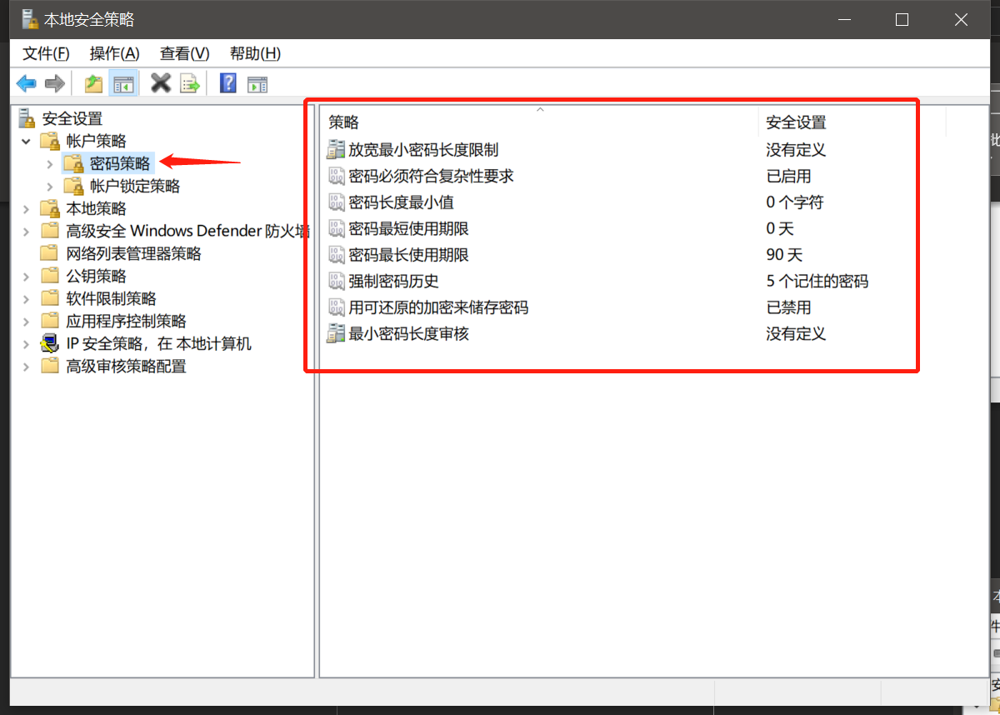 本地安全策略
文件(F) 操作(A) 查看(V) 帮助(H)
安全设置
帐户策略
密码策略
帐户锁定策略
本地策略
高级安全 Windows Defender 防火墙
网络列表管理器策略
公钥策略
软件限制策略
应用程序控制策略
IP 安全策略，在 本地计算机
高级审核策略配置
策略 安全设置
放宽最小密码长度限制 没有定义
密码必须符合复杂性要求 已启用
密码长度最小值 0 个字符
密码最短使用期限 0 天
密码最长使用期限 90 天
强制密码历史 5 个记住的密码
用可还原的加密来储存密码 已禁用
最小密码长度审核 没有定义